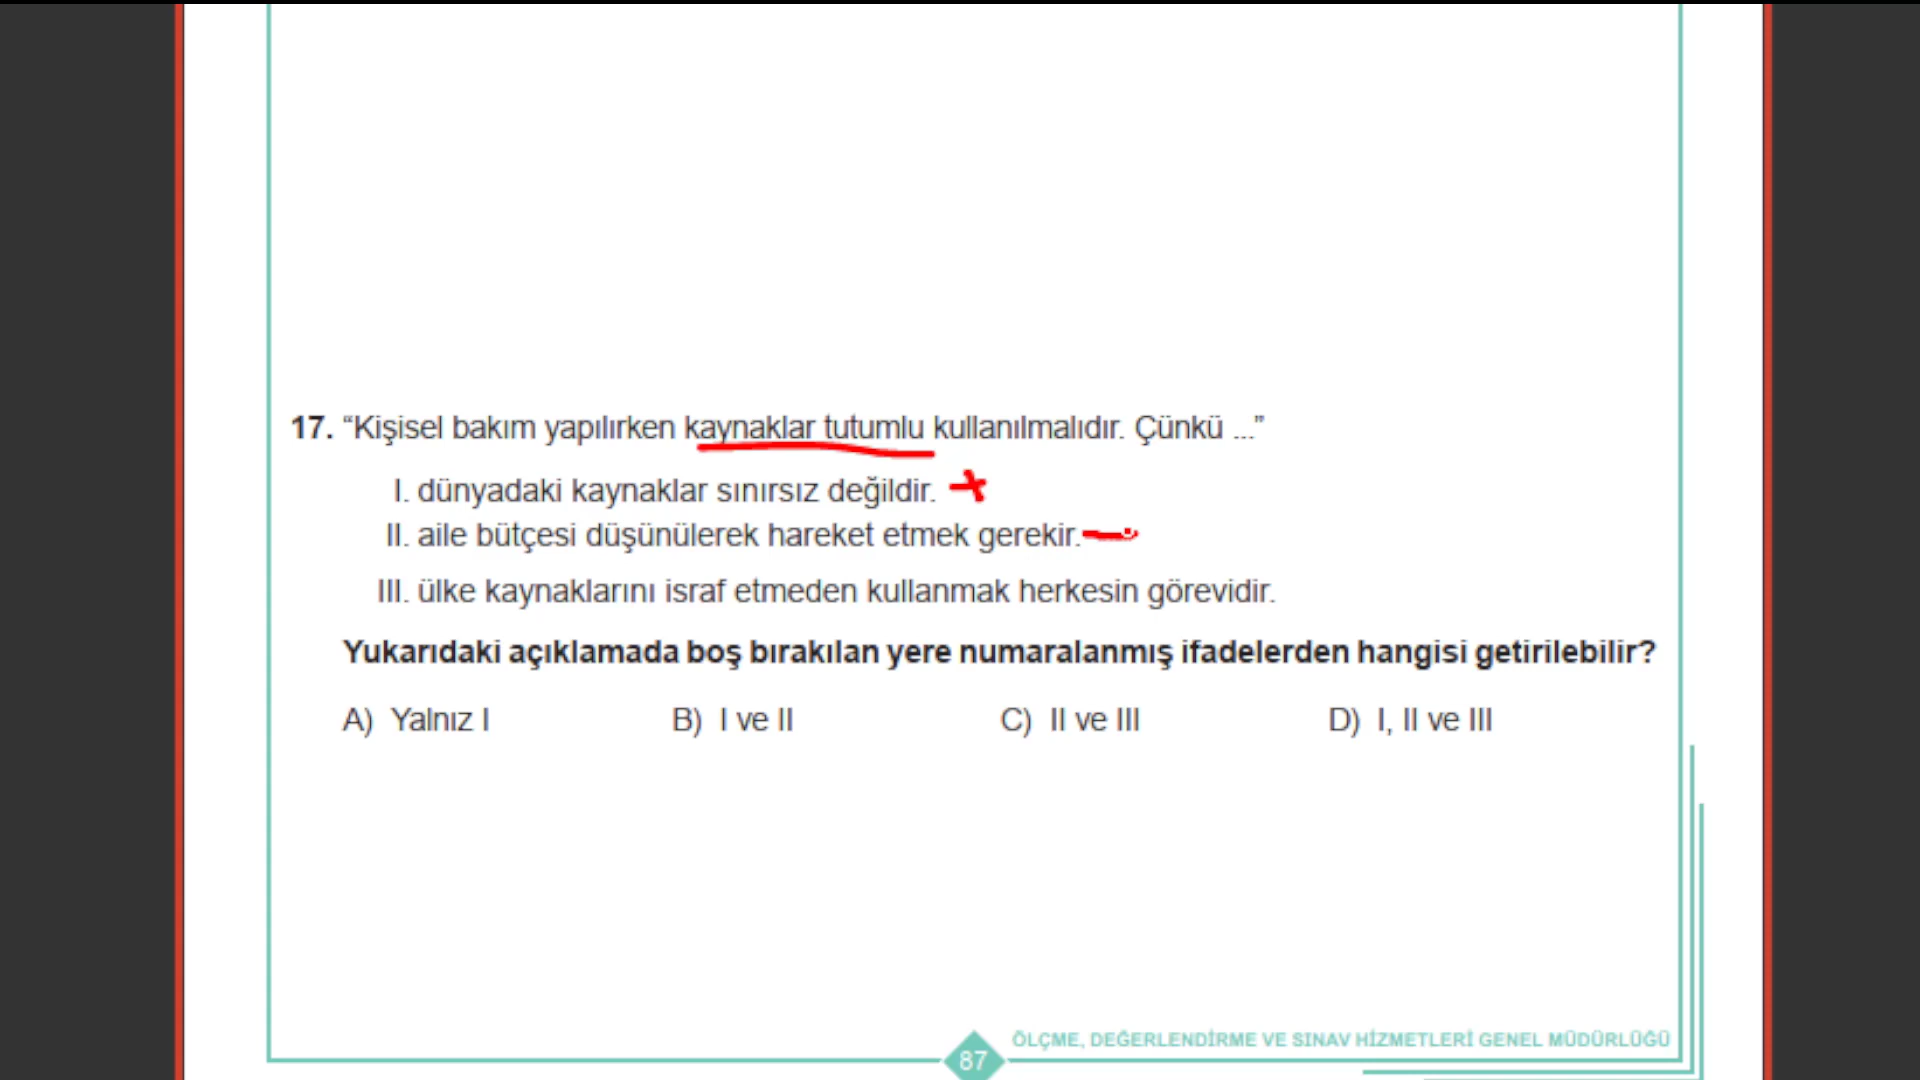 17. “Kişisel bakım yapılırken kaynaklar tutumlu kullanılmalıdır. Çünkü ...”
I. dünyadaki kaynaklar sınırsız değildir. +
II. aile bütçesi düşünülerek hareket etmek gerekir.
III. ülke kaynaklarını israf etmeden kullanmak herkesin görevidir.
Yukarıdaki açıklamada boş bırakılan yere numaralanmış ifadelerden hangisi getirilebilir?
A) Yalnız I B) I ve II C) II ve III D) I, II ve III
ÖLÇME, DEĞERLENDİRME VE SINAV HİZMETLERİ GENEL MÜDÜRLÜĞÜ
87